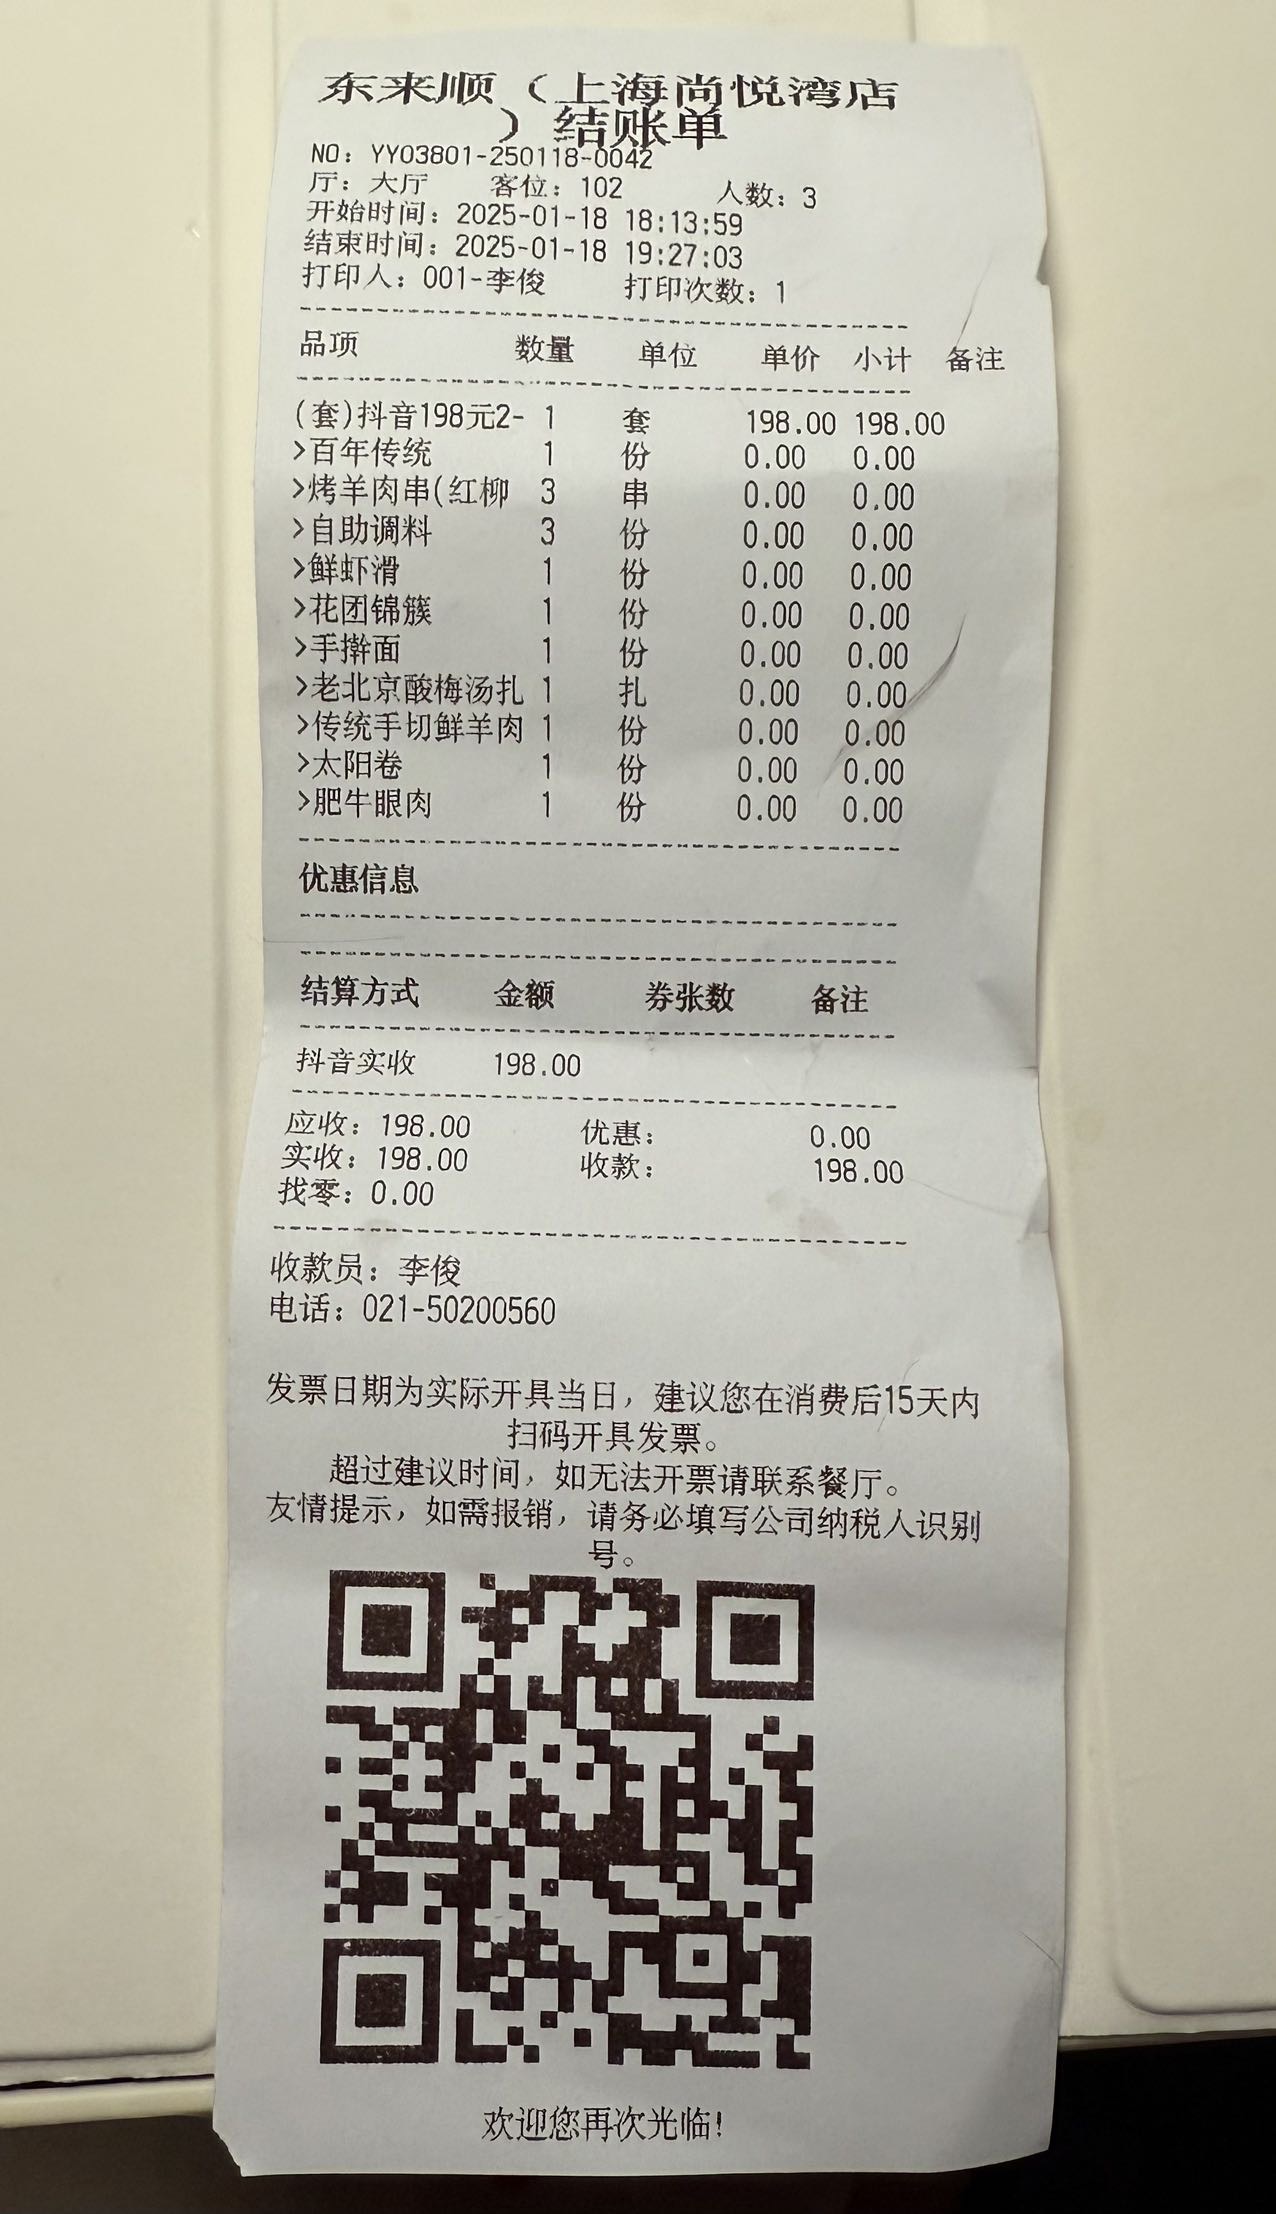 东来顺（上海尚悦湾店
）结账单
NO: YY03801-250118-0042
厅: 大厅 客位: 102 人数: 3
开始时间: 2025-01-18 18:13:59
结束时间: 2025-01-18 19:27:03
打印人: 001-李俊 打印次数: 1
品项 数量 单位 单价 小计 备注
(套)抖音198元2- 1 套 198.00 198.00
>百年传统 1 份 0.00 0.00
>烤羊肉串(红柳 3 串 0.00 0.00
>自助调料 3 份 0.00 0.00
>鲜虾滑 1 份 0.00 0.00
>花团锦簇 1 份 0.00 0.00
>手擀面 1 份 0.00 0.00
>老北京酸梅汤扎 1 扎 0.00 0.00
>传统手切鲜羊肉 1 份 0.00 0.00
>太阳卷 1 份 0.00 0.00
>肥牛眼肉 1 份 0.00 0.00
优惠信息
结算方式 金额 券张数 备注
抖音实收 198.00
应收: 198.00 优惠: 0.00
实收: 198.00 收款: 198.00
找零: 0.00
收款员: 李俊
电话: 021-50200560
发票日期为实际开具当日，建议您在消费后15天内
扫码开具发票。
超过建议时间，如无法开票请联系餐厅。
友情提示，如需报销，请务必填写公司纳税人识别
号。
欢迎您再次光临!